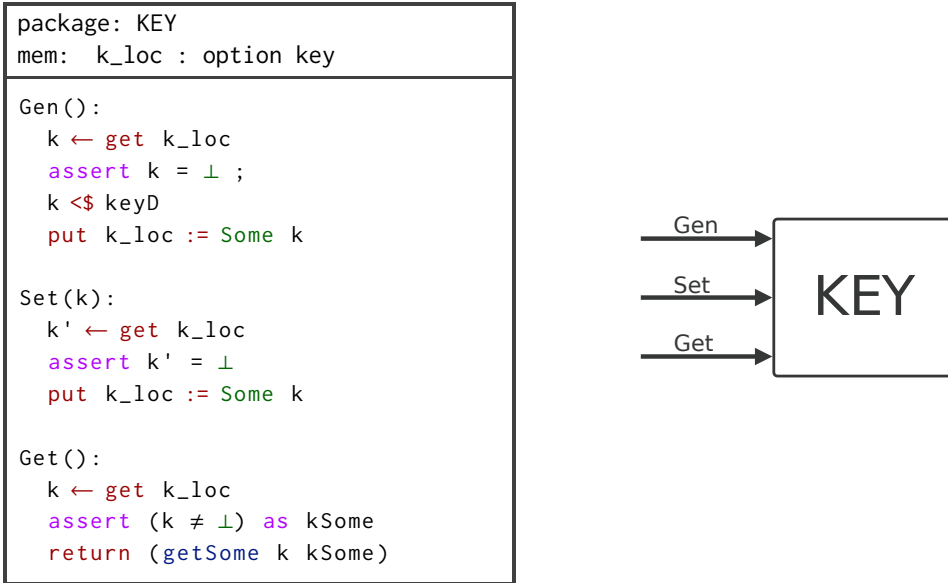 package: KEY
mem:  k_loc : option key
Gen():
  k ← get k_loc
  assert k = ⊥ ;
  k <$ keyD
  put k_loc := Some k
Set(k):
  k' ← get k_loc
  assert k' = ⊥
  put k_loc := Some k
Get():
  k ← get k_loc
  assert (k ≠ ⊥) as kSome
  return (getSome k kSome)
Gen
Set
Get
KEY